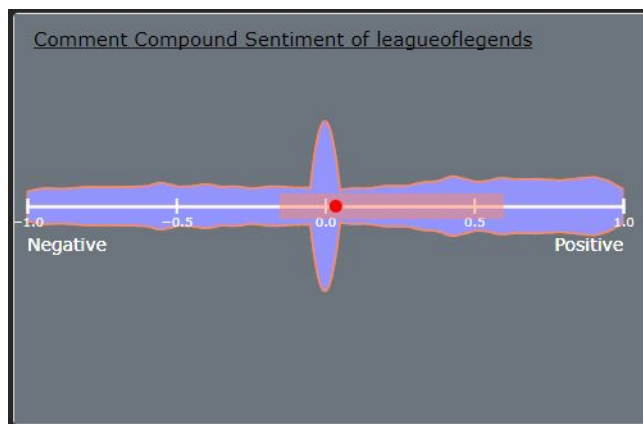 Comment Compound Sentiment of leagueoflegends
−1.0 −0.5 0.0 0.5 1.0
Negative Positive